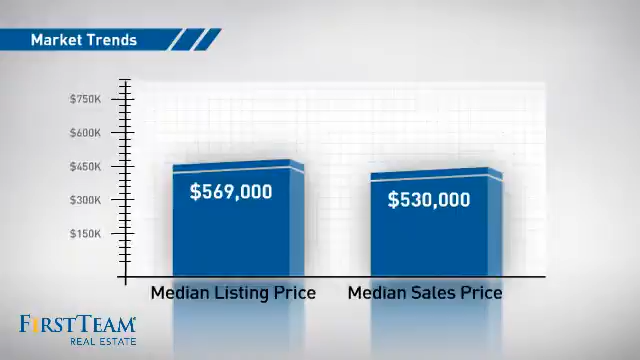 Market Trends
$750K
$600K
$450K
$300K
$150K
$569,000
$530,000
Median Listing Price
Median Sales Price
FIRSTTEAM®
REAL ESTATE